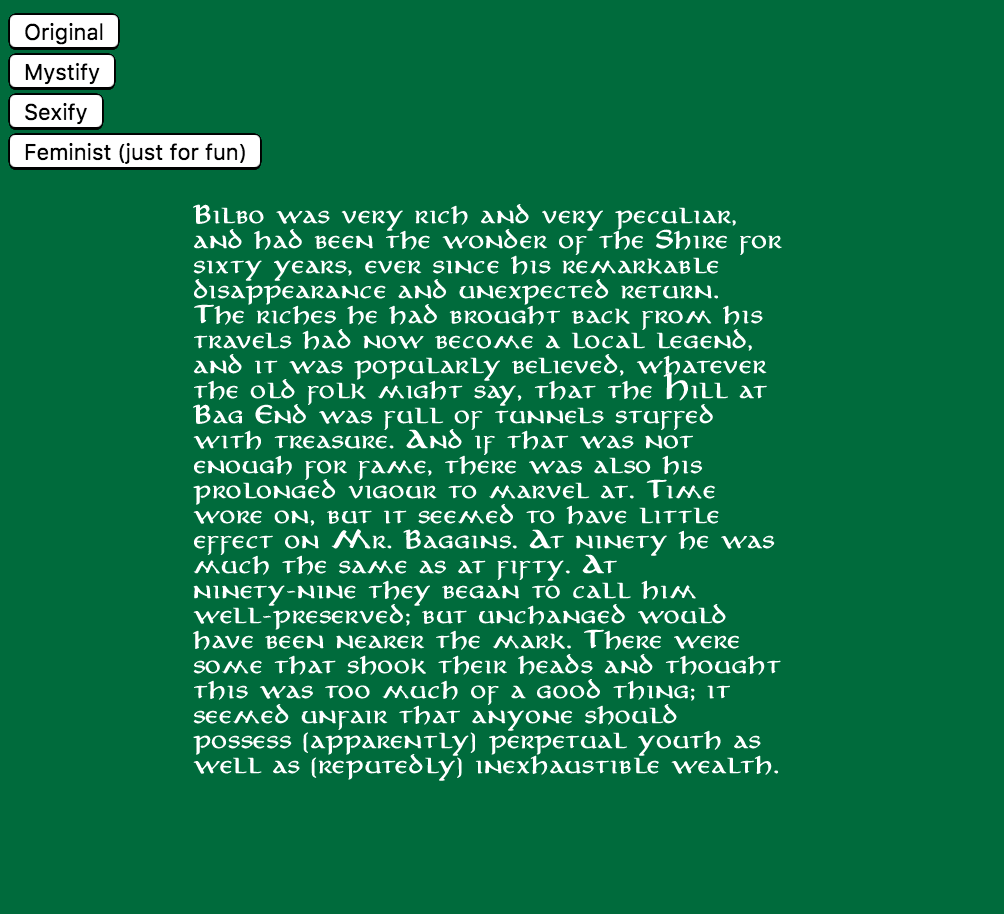 Original
Mystify
Sexify
Feminist (just for fun)
Bilbo was very rich and very peculiar,
and had been the wonder of the Shire for
sixty years, ever since his remarkable
disappearance and unexpected return.
The riches he had brought back from his
travels had now become a local legend,
and it was popularly believed, whatever
the old folk might say, that the Hill at
Bag End was full of tunnels stuffed
with treasure. And if that was not
enough for fame, there was also his
prolonged vigour to marvel at. Time
wore on, but it seemed to have little
effect on Mr. Baggins. At ninety he was
much the same as at fifty. At
ninety-nine they began to call him
well-preserved; but unchanged would
have been nearer the mark. There were
some that shook their heads and thought
this was too much of a good thing; it
seemed unfair that anyone should
possess (apparently) perpetual youth as
well as (reputedly) inexhaustible wealth.